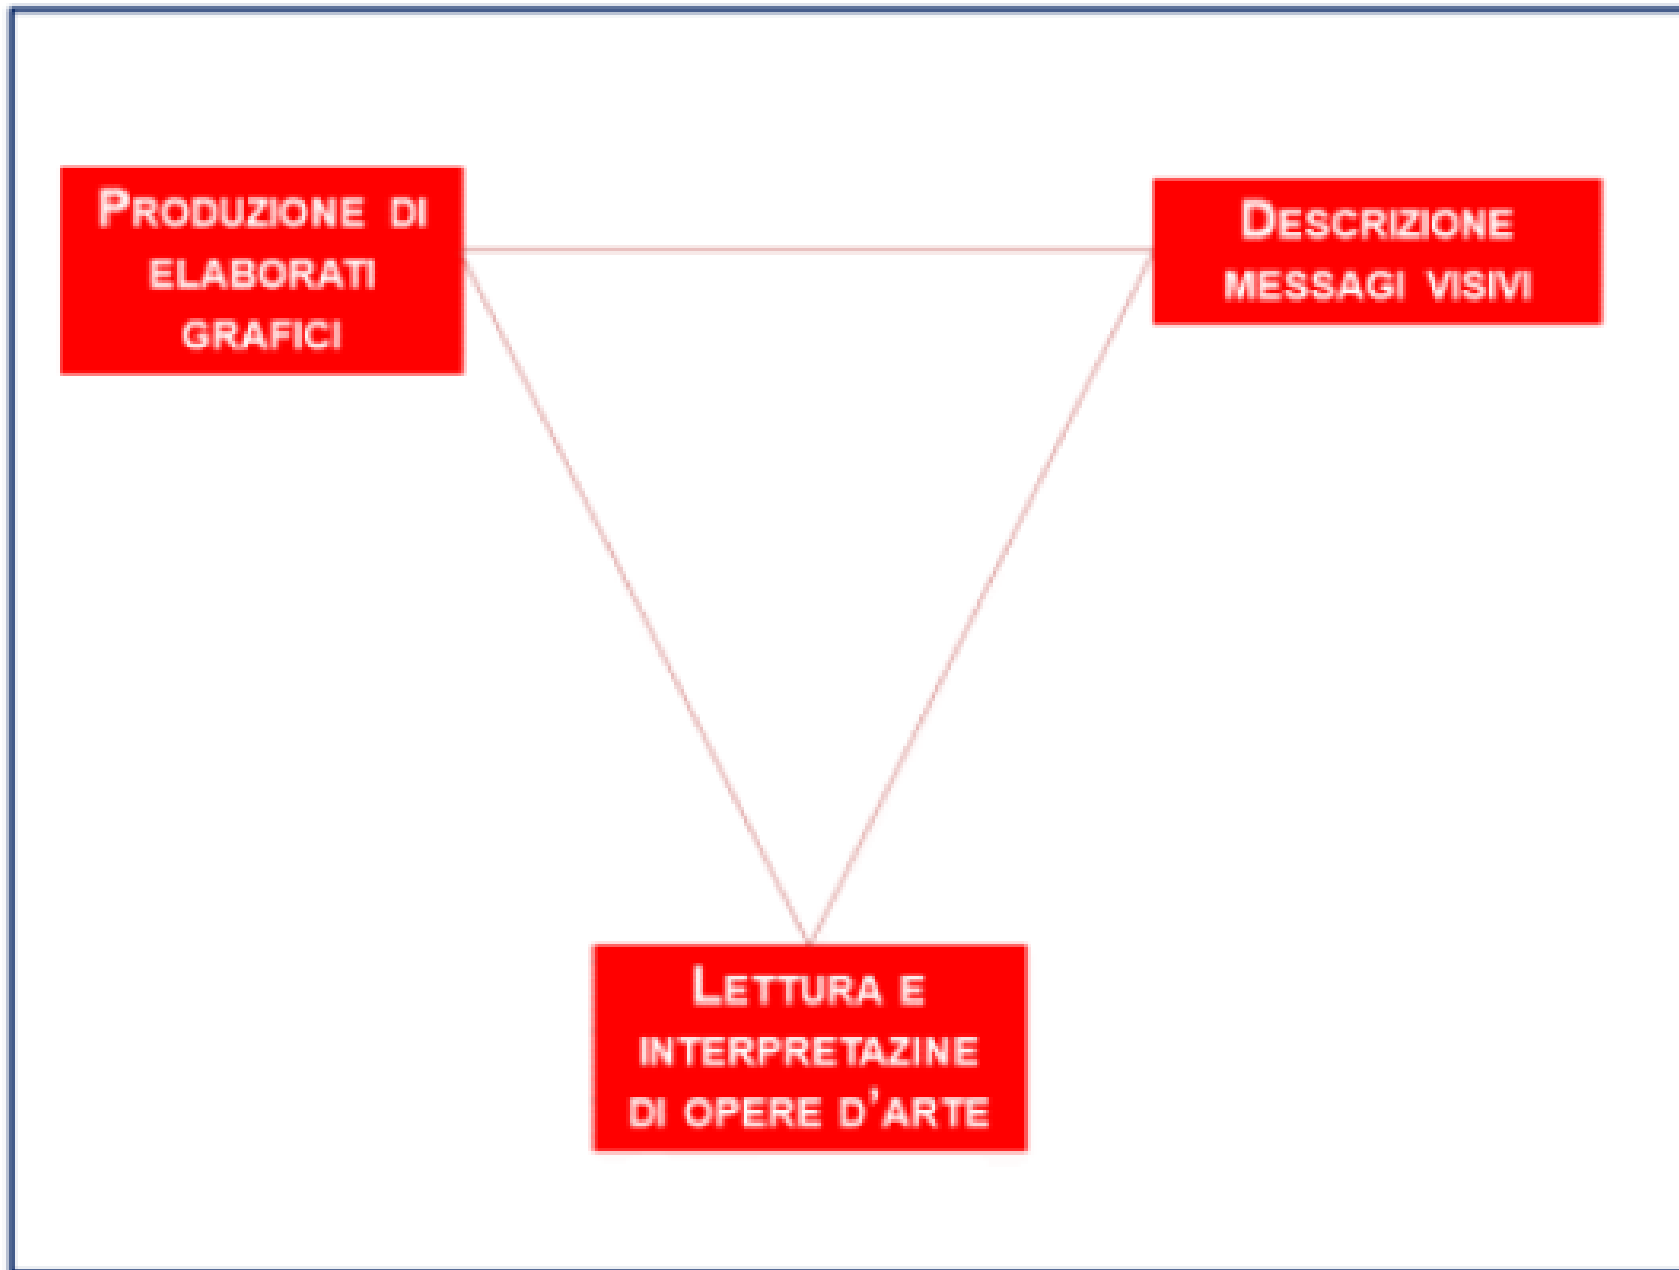 PRODUZIONE DI
ELABORATI
GRAFICI
DESCRIZIONE
MESSAGI VISIVI
LETTURA E
INTERPRETAZINE
DI OPERE D'ARTE